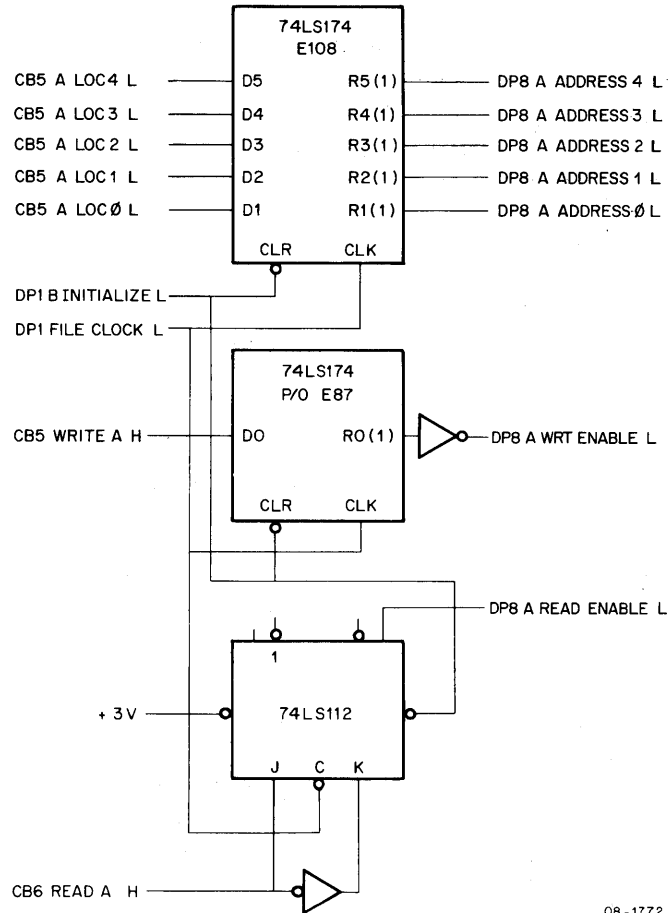 74LS174
E108
CB5 A LOC4 L D5 R5(1) DP8 A ADDRESS 4 L
CB5 A LOC3 L D4 R4(1) DP8 A ADDRESS 3 L
CB5 A LOC2 L D3 R3(1) DP8 A ADDRESS 2 L
CB5 A LOC1 L D2 R2(1) DP8 A ADDRESS 1 L
CB5 A LOCØ L D1 R1(1) DP8 A ADDRESS Ø L
CLR CLK
DP1 B INITIALIZE L
DP1 FILE CLOCK L
74LS174
P/O E87
CB5 WRITE A H DO RO(1) DP8 A WRT ENABLE L
CLR CLK
DP8 A READ ENABLE L
1
+3V 74LS112
J C K
CB6 READ A H
08-1772